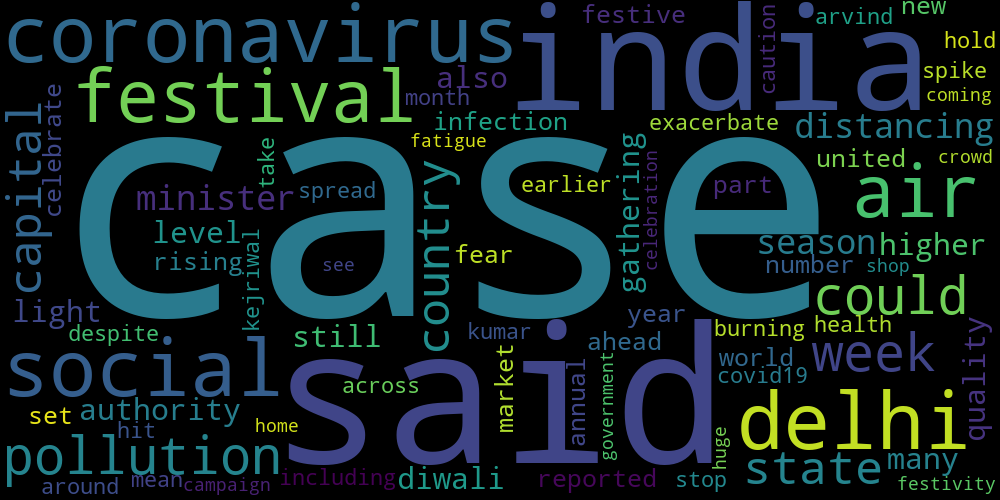 coronavirus
india
festive
caution
arvind
new
hold
spike
coming
festival
also
month
infection
fatigue
exacerbate
distancing
united
crowd
capital
celebrate
case
minister
take
spread
country
earlier
gathering
celebration
part
air
level
rising
kejriwal
see
fear
season
higher
number
shop
could
light
despite
still
kumar
year
ahead
burning
health
world
covid19
week
quality
social
said
across
market
annual
government
set
authority
hit
home
delhi
huge
pollution
around
mean
campaign
including
diwali
reported
stop
state
many
festivity